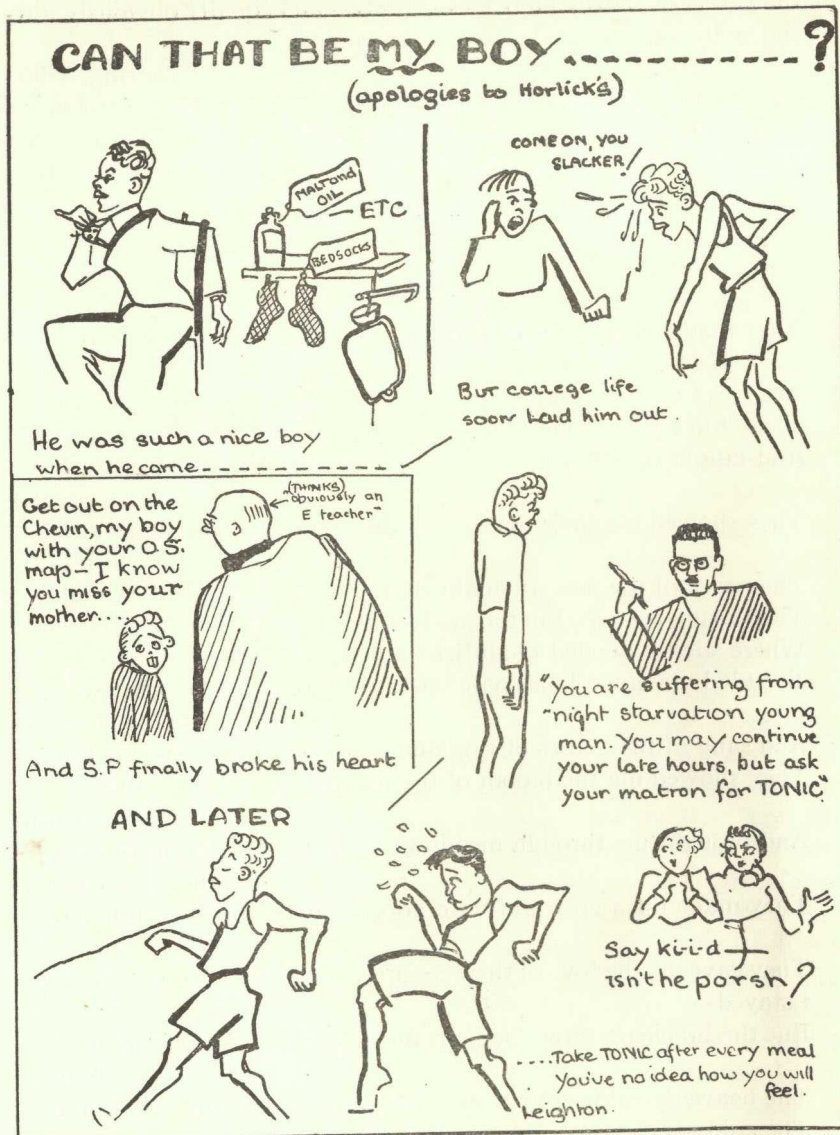 CAN THAT BE MY BOY ..............?
(apologies to Horlick's)
MALT and
OIL
ETC
BEDSOCKS
He was such a nice boy
when he came
COME ON, YOU
SLACKER!
But college life
soon laid him out.
Get out on the
Chevin, my boy
with your O.S.
map - I know
you miss your
mother...
(THINKS)
"obviously an
E teacher"
And S.P finally broke his heart
"You are suffering from
"night starvation young
man. You may continue
your late hours, but ask
your matron for TONIC."
AND LATER
Say ki-i-d
isn't he porsh?
....Take TONIC after every meal
You've no idea how you will
feel.
Leighton.